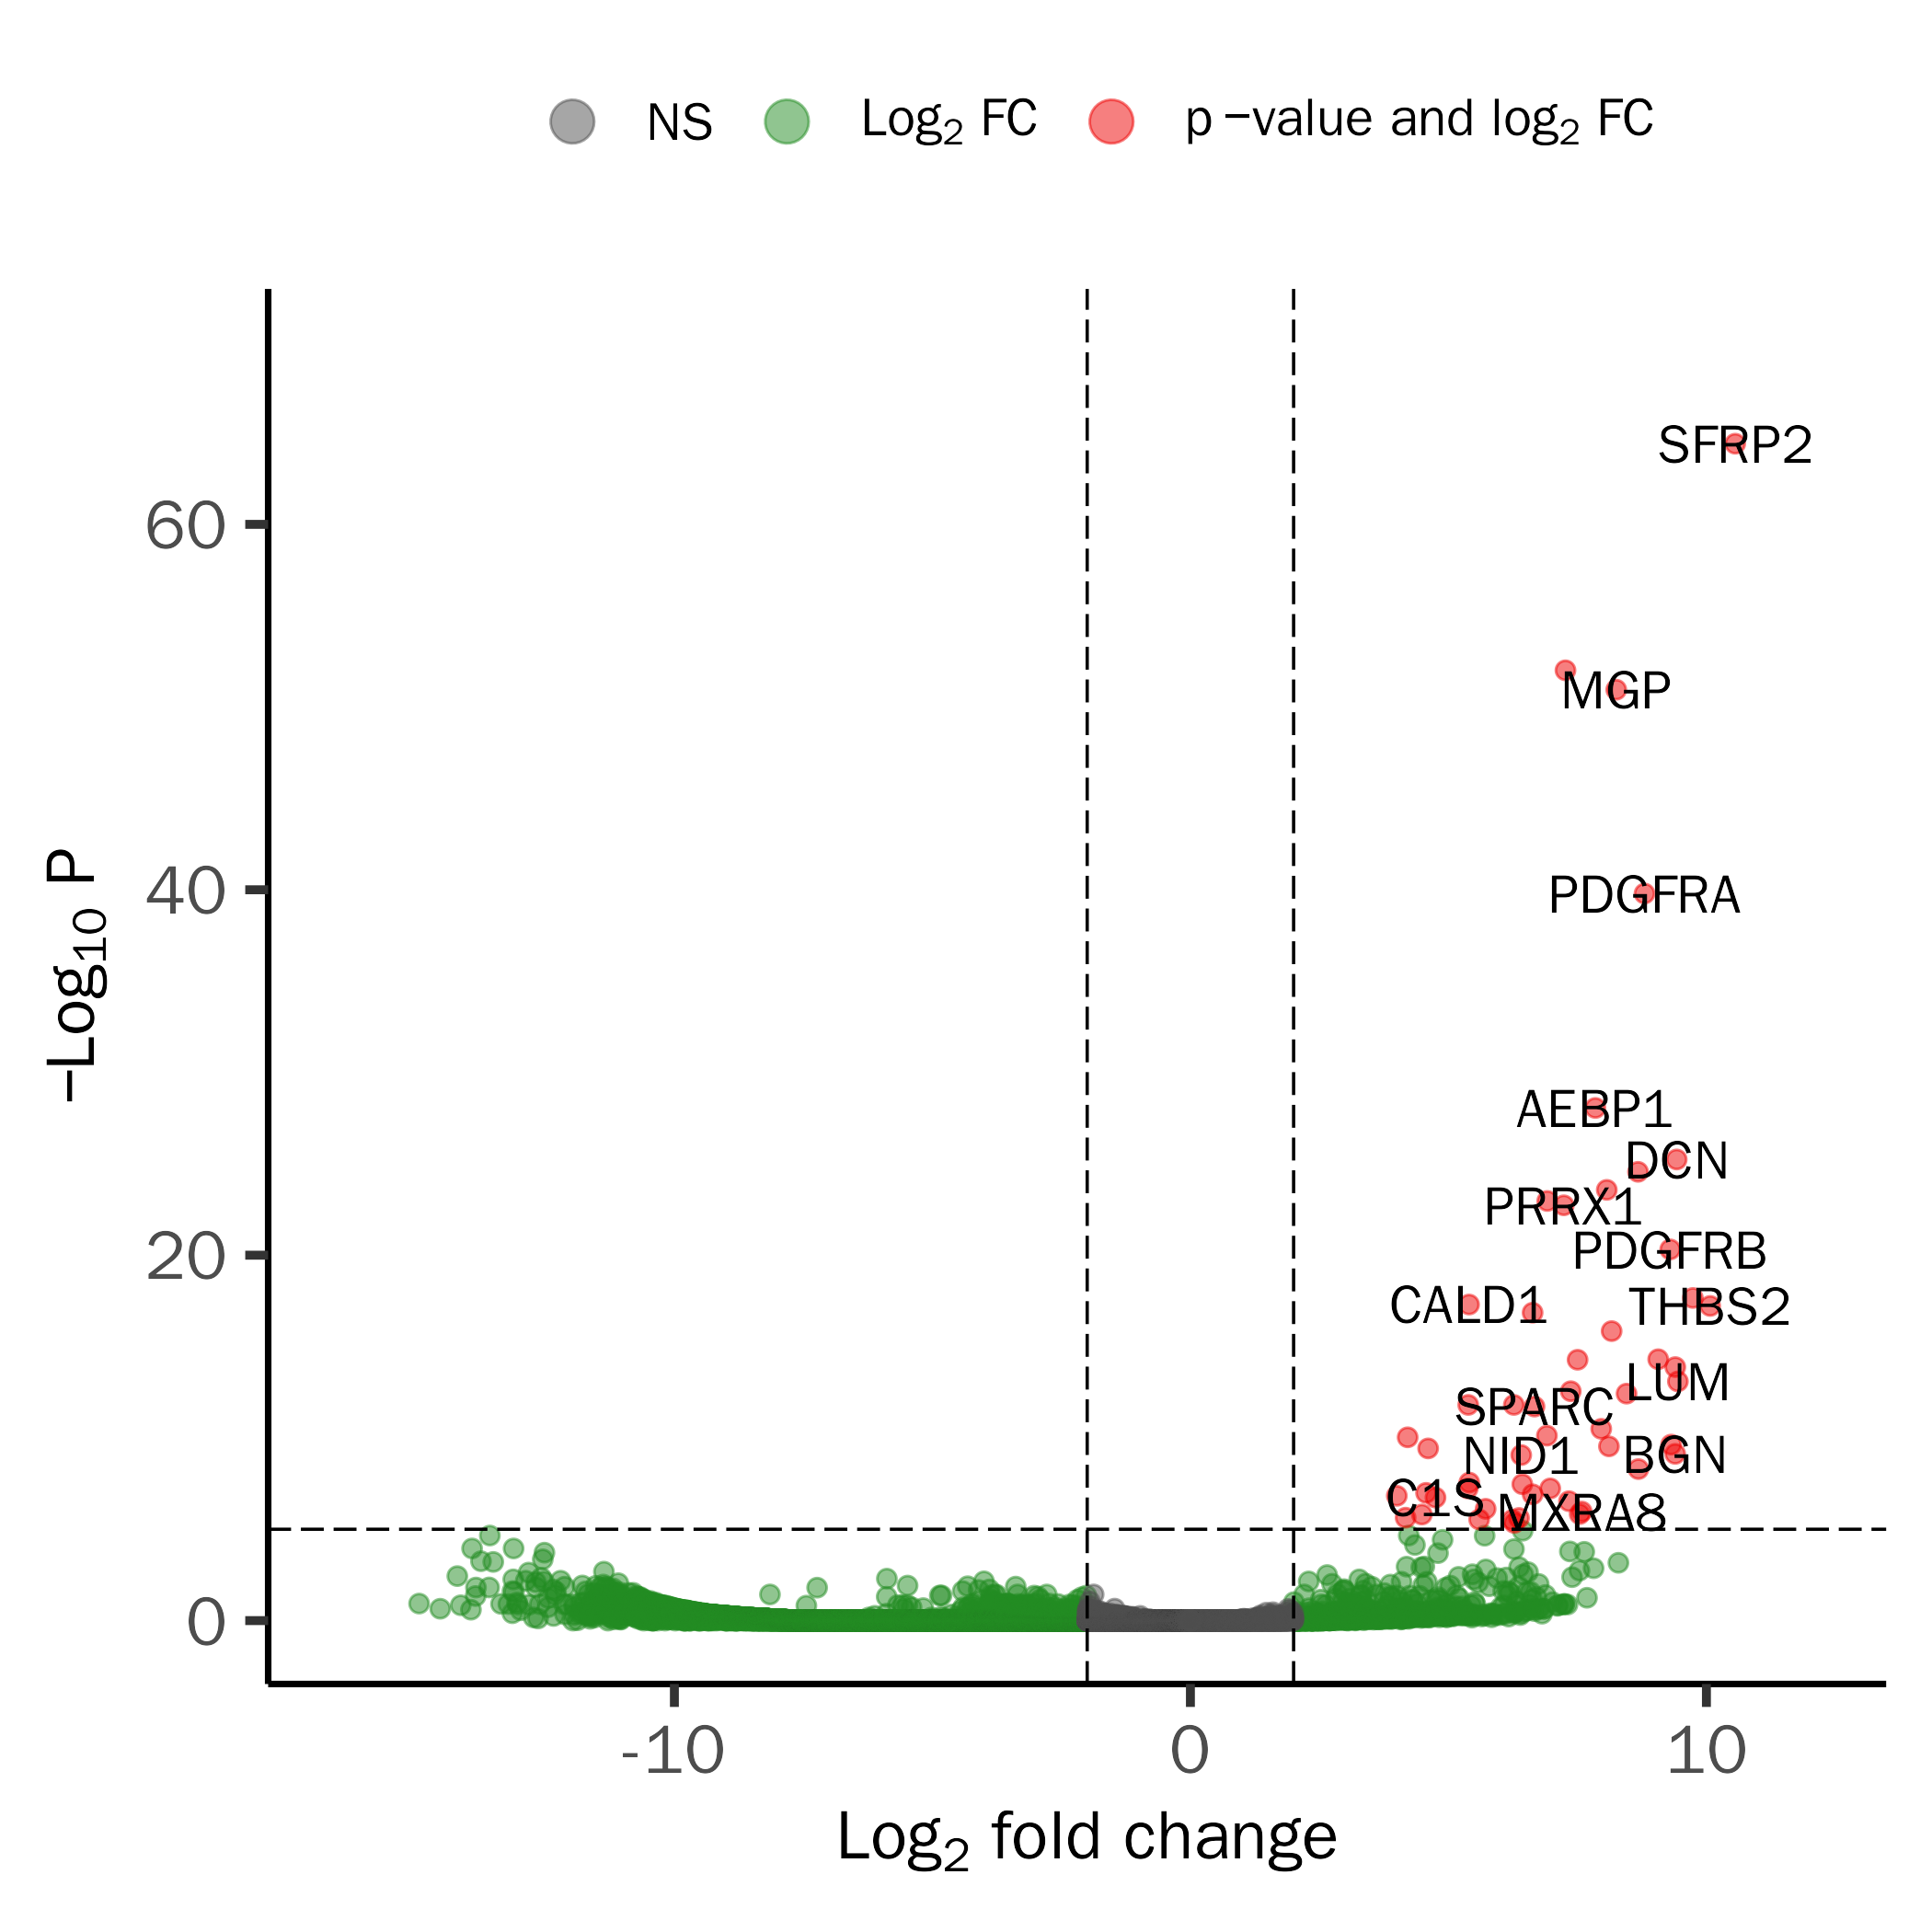 NS Log2 FC p −value and log2 FC
SFRP2
60
MGP
−Log10 P
40
PDGFRA
AEBP1
DCN
PRRX1
20
PDGFRB
CALD1
THBS2
LUM
SPARC
NID1
BGN
C1S
MXRA8
0
-10 0 10
Log2 fold change